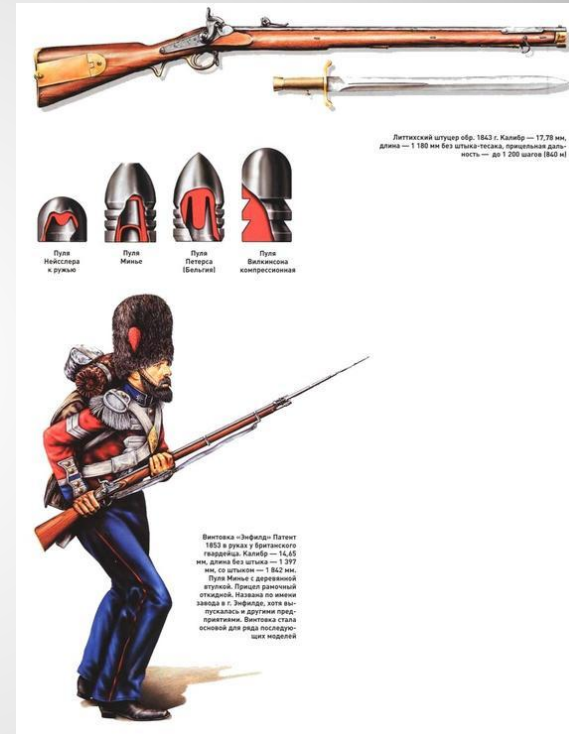 Литтихский штуцер обр. 1843 г. Калибр — 17,78 мм,
длина — 1 180 мм без штыка-тесака, прицельная даль-
ность — до 1 200 шагов (840 м)
Пуля
Нейсслера
к ружью
Пуля
Минье
Пуля
Петерса
(Бельгия)
Пуля
Вилкинсона
компрессионная
Винтовка «Энфилд» Патент
1853 в руках у британского
гвардейца. Калибр — 14,65
мм, длина без штыка — 1 397
мм, со штыком — 1 842 мм.
Пуля Минье с деревянной
втулкой. Прицел рамочный
откидной. Названа по имени
завода в г. Энфилде, хотя вы-
пускалась и другими пред-
приятиями. Винтовка стала
основой для ряда последую-
щих моделей